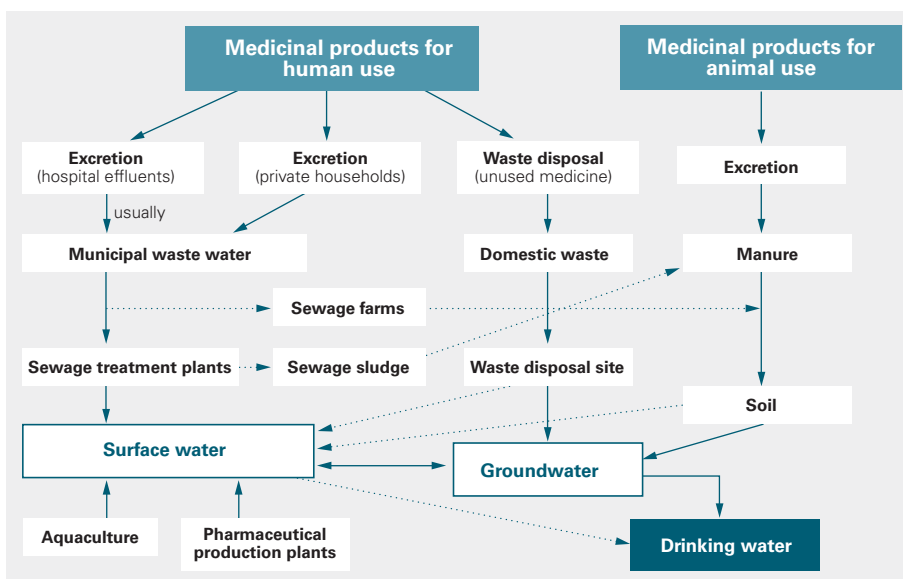 Medicinal products for
human use
Medicinal products for
animal use
Excretion
(hospital effluents)
Excretion
(private households)
Waste disposal
(unused medicine)
Excretion
usually
Municipal waste water
Domestic waste
Manure
Sewage farms
Sewage treatment plants
Sewage sludge
Waste disposal site
Soil
Surface water
Groundwater
Aquaculture
Pharmaceutical
production plants
Drinking water